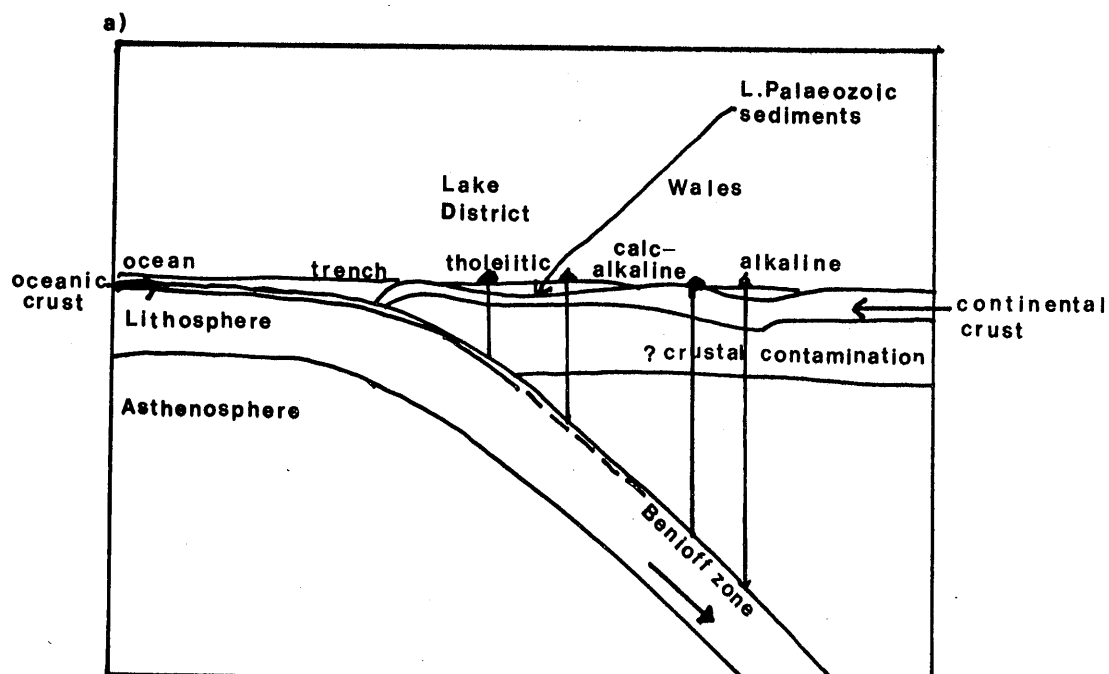 a)
L.Palaeozoic
sediments
Lake
District
Wales
ocean
oceanic
crust
trench
tholeiitic
calc-
alkaline
alkaline
continental
crust
Lithosphere
? crustal contamination
Asthenosphere
Benioff zone